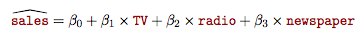 sales = β₀ + β₁ × TV + β₂ × radio + β₃ × newspaper